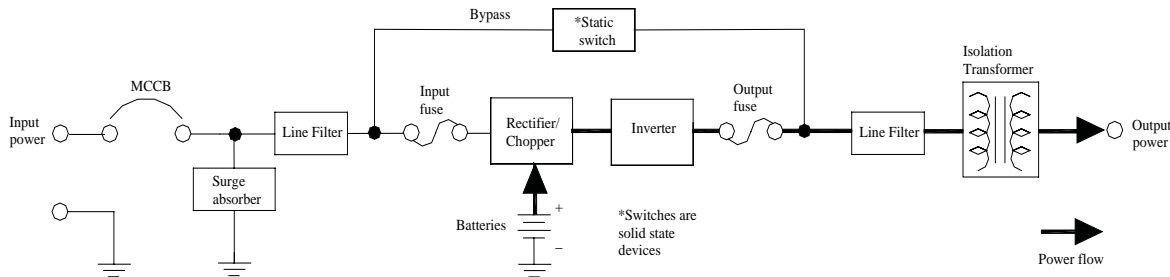 Bypass
*Static
switch
Isolation
Transformer
MCCB
Input
fuse
Output
fuse
Input
power
Line Filter
Rectifier/
Chopper
Inverter
Line Filter
Output
power
Surge
absorber
Batteries
+
−
*Switches are
solid state
devices
Power flow